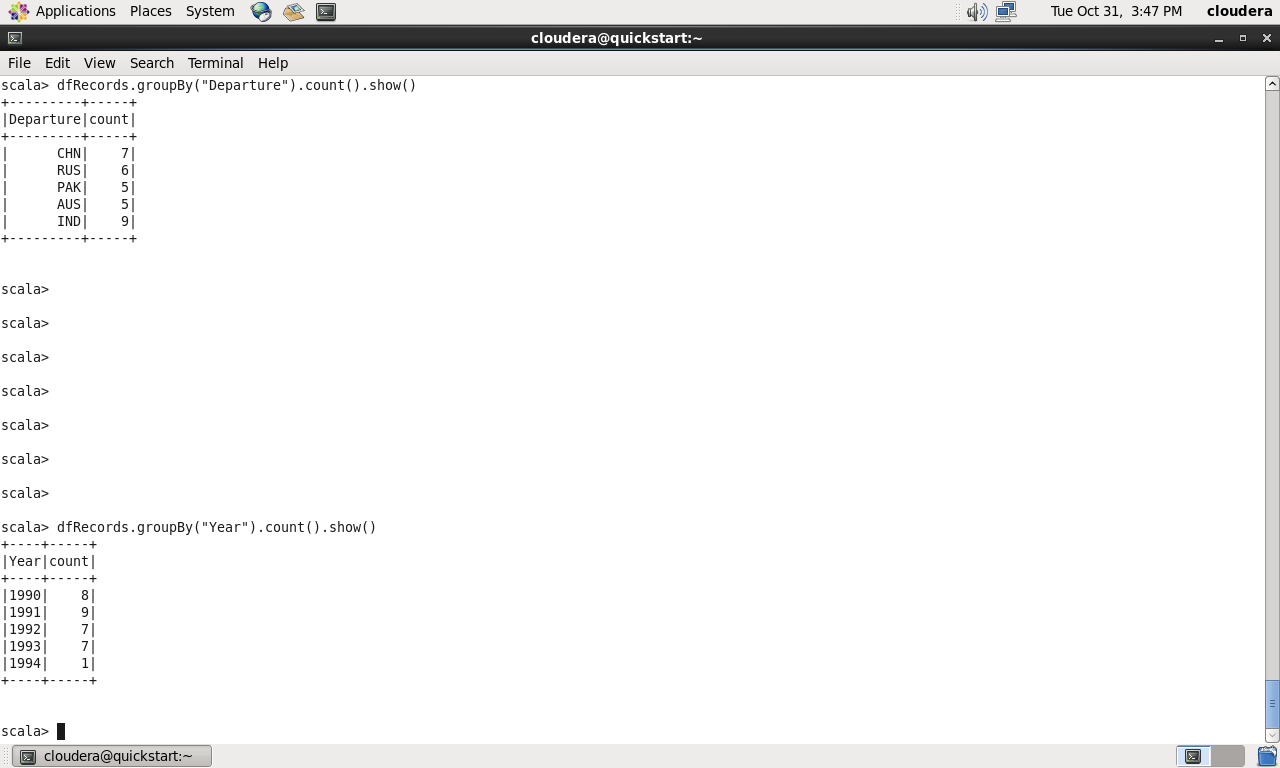 Applications Places System Tue Oct 31, 3:47 PM cloudera
cloudera@quickstart:~
File Edit View Search Terminal Help
scala> dfRecords.groupBy("Departure").count().show()
+---------+-----+
|Departure|count|
+---------+-----+
|      CHN|    7|
|      RUS|    6|
|      PAK|    5|
|      AUS|    5|
|      IND|    9|
+---------+-----+
scala>
scala>
scala>
scala>
scala>
scala>
scala>
scala> dfRecords.groupBy("Year").count().show()
+----+-----+
|Year|count|
+----+-----+
|1990|    8|
|1991|    9|
|1992|    7|
|1993|    7|
|1994|    1|
+----+-----+
scala>
cloudera@quickstart:~